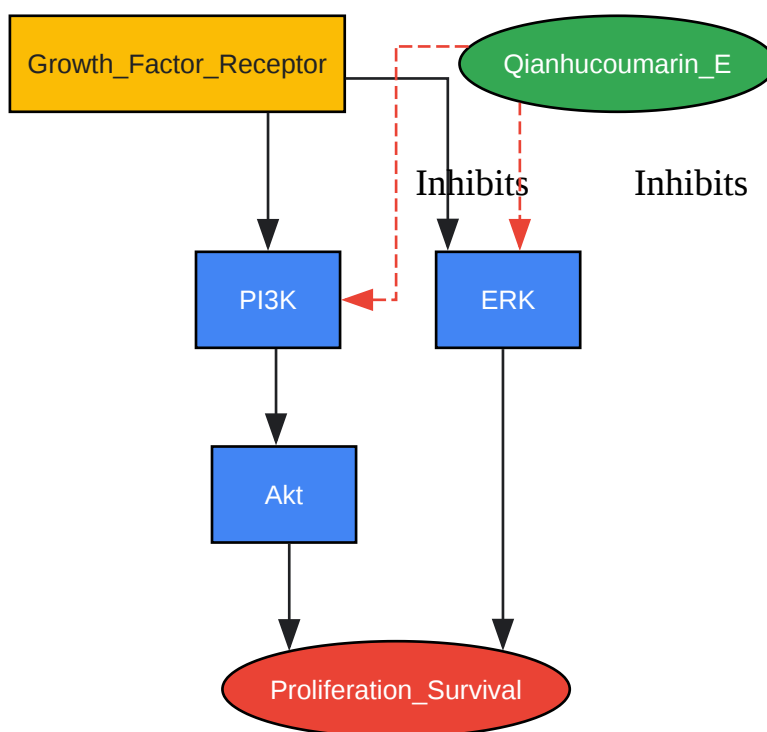 Growth_Factor_Receptor
Qianhucoumarin_E
Inhibits
Inhibits
PI3K
ERK
Akt
Proliferation_Survival